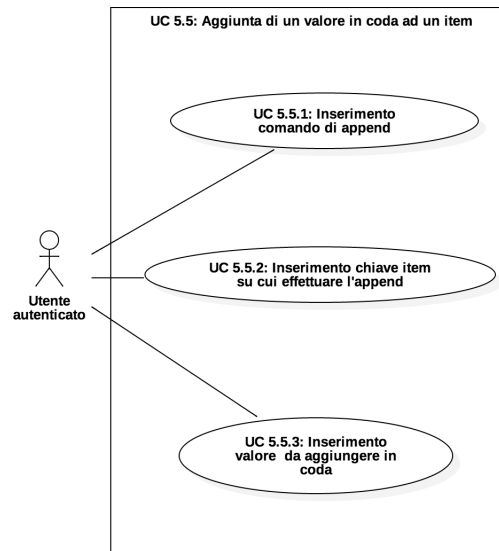 UC 5.5: Aggiunta di un valore in coda ad un item
UC 5.5.1: Inserimento
comando di append
UC 5.5.2: Inserimento chiave item
su cui effettuare l'append
Utente
autenticato
UC 5.5.3: Inserimento
valore  da aggiungere in
coda